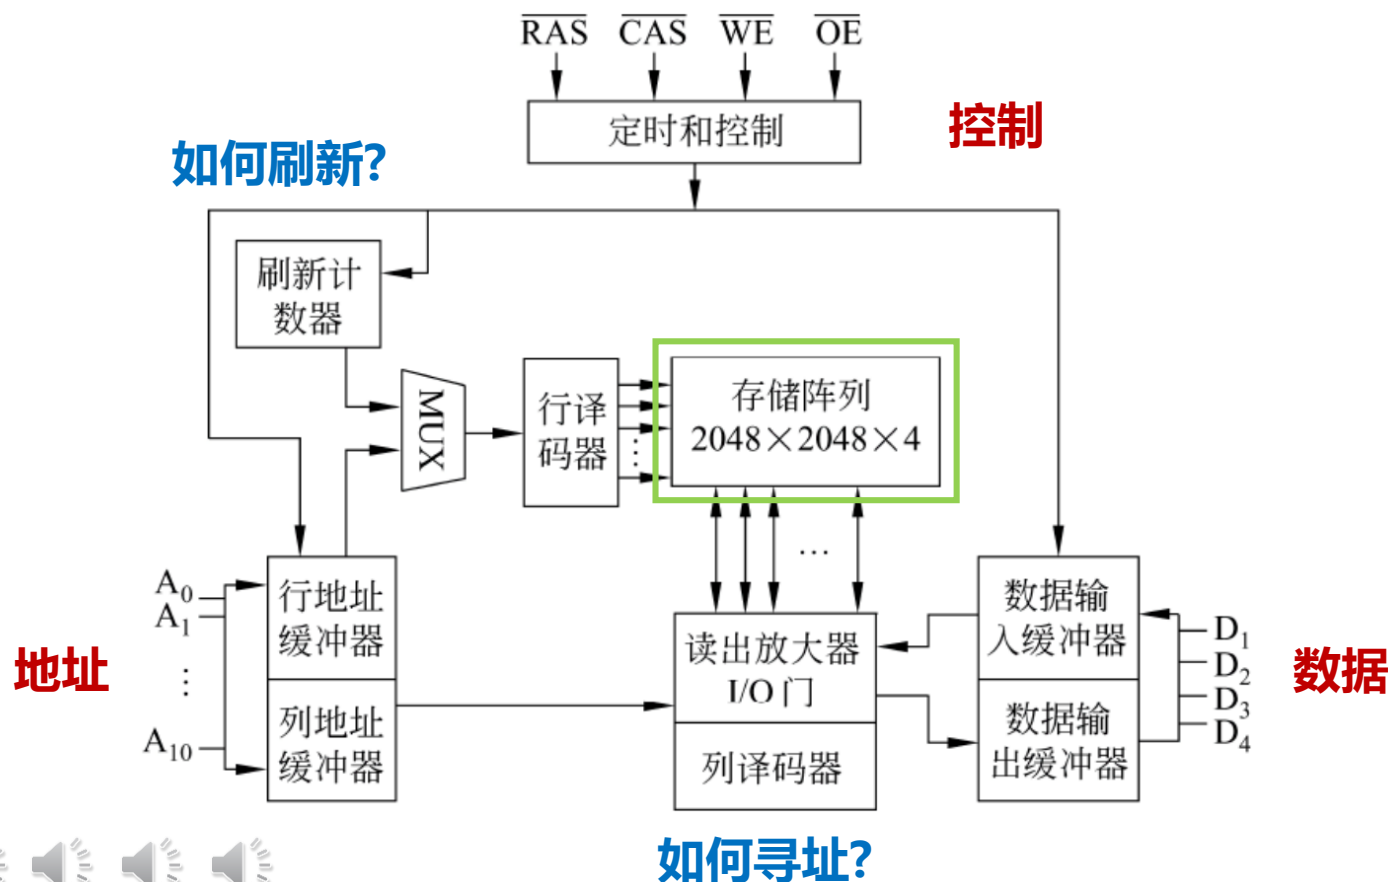 RAS CAS WE OE
定时和控制
控制
如何刷新?
刷新计
数器
MUX
行译
码器
存储阵列
2048×2048×4
A0
A1
⋮
A10
地址
行地址
缓冲器
列地址
缓冲器
…
读出放大器
I/O 门
列译码器
数据输
入缓冲器
数据输
出缓冲器
D1
D2
D3
D4
数据
如何寻址?